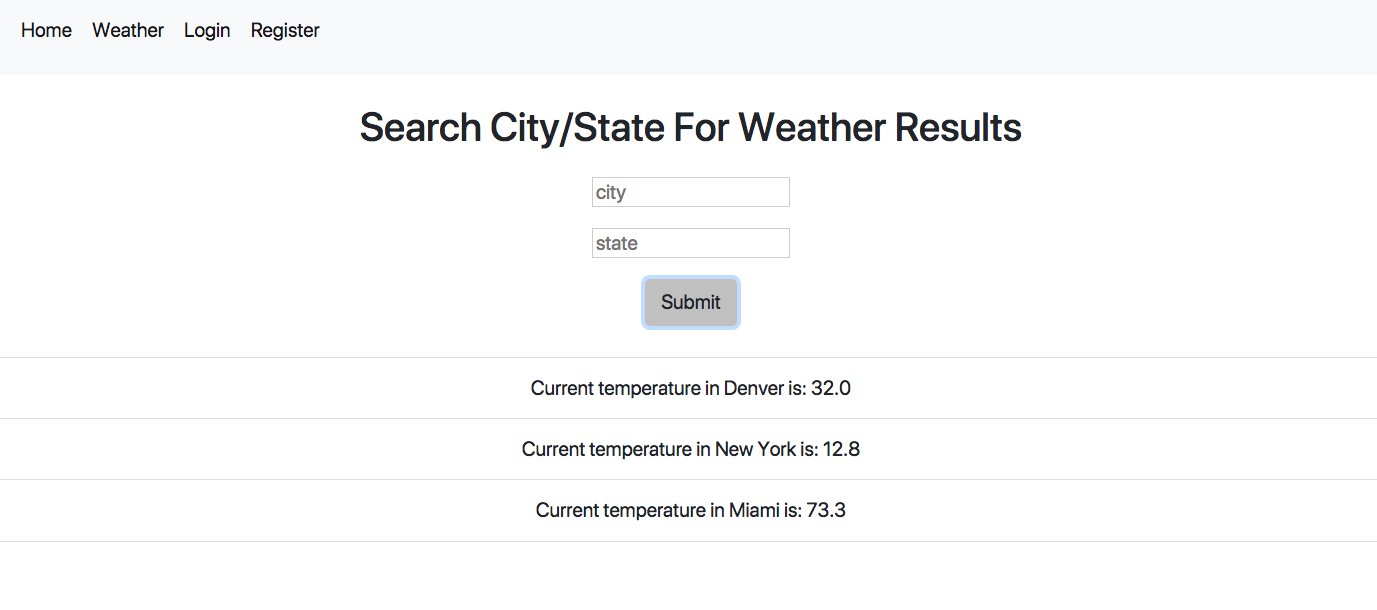 Home Weather Login Register
Search City/State For Weather Results
city
state
Submit
Current temperature in Denver is: 32.0
Current temperature in New York is: 12.8
Current temperature in Miami is: 73.3